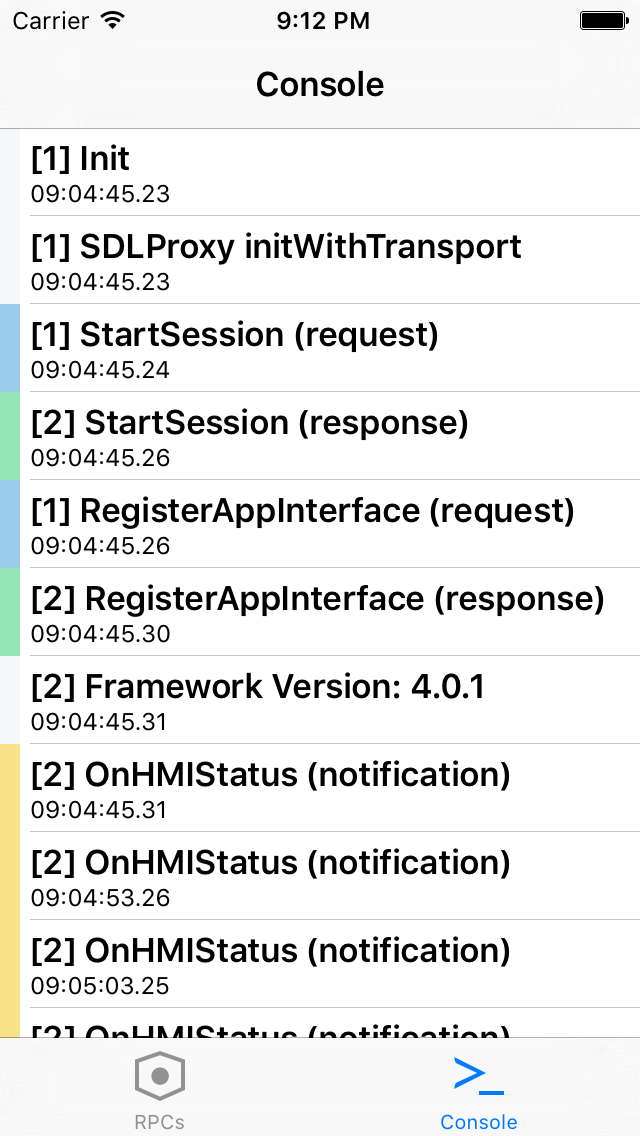 Carrier 9:12 PM
Console
[1] Init
09:04:45.23
[1] SDLProxy initWithTransport
09:04:45.23
[1] StartSession (request)
09:04:45.24
[2] StartSession (response)
09:04:45.26
[1] RegisterAppInterface (request)
09:04:45.26
[2] RegisterAppInterface (response)
09:04:45.30
[2] Framework Version: 4.0.1
09:04:45.31
[2] OnHMIStatus (notification)
09:04:45.31
[2] OnHMIStatus (notification)
09:04:53.26
[2] OnHMIStatus (notification)
09:05:03.25
[2] OnHMIStatus (notification)
RPCs Console